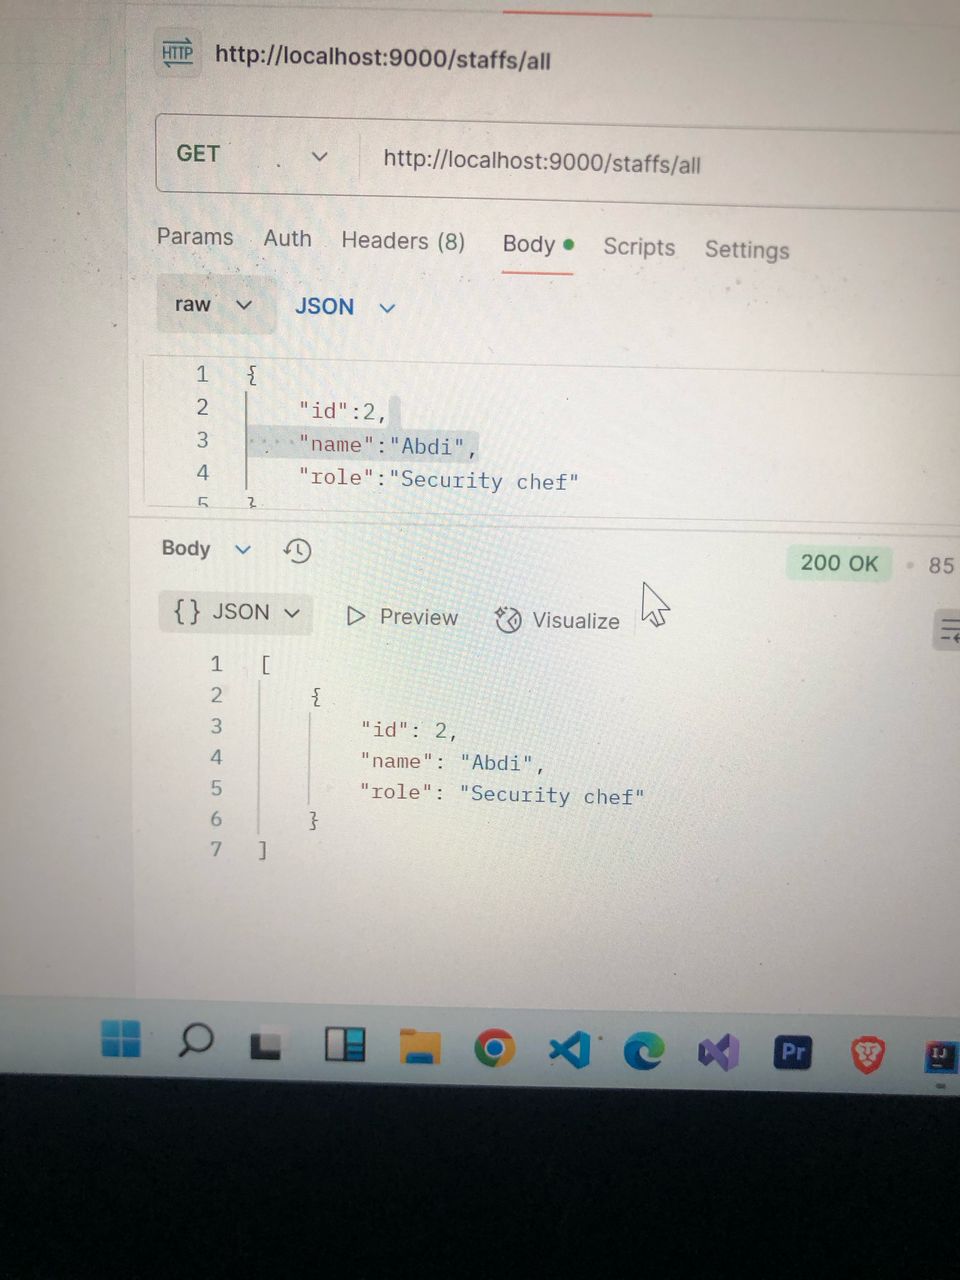 HTTP http://localhost:9000/staffs/all
GET http://localhost:9000/staffs/all
Params Auth Headers (8) Body Scripts Settings
raw JSON
1 {
2 "id":2,
3 "name":"Abdi",
4 "role":"Security chef"
5 }
Body 200 OK 85
{} JSON Preview Visualize
1 [
2 {
3 "id": 2,
4 "name": "Abdi",
5 "role": "Security chef"
6 }
7 ]
Pr
IJ